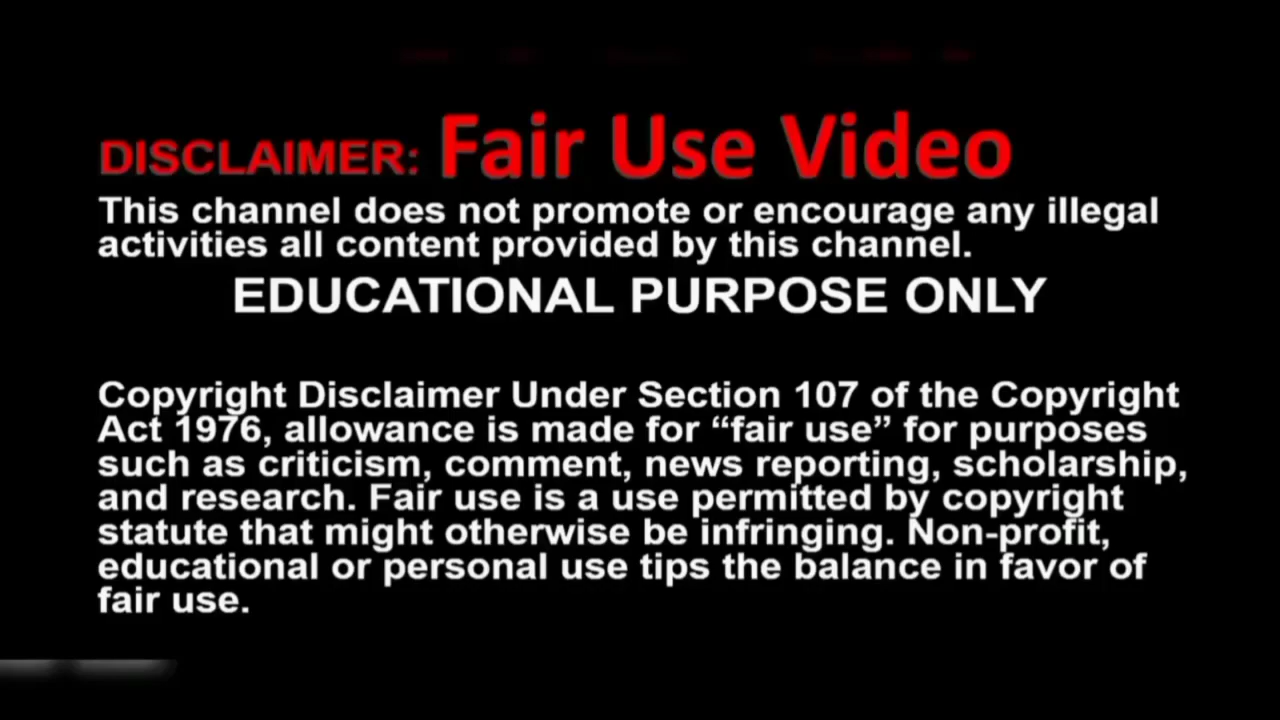 DISCLAIMER: Fair Use Video
This channel does not promote or encourage any illegal
activities all content provided by this channel.
EDUCATIONAL PURPOSE ONLY
Copyright Disclaimer Under Section 107 of the Copyright
Act 1976, allowance is made for “fair use” for purposes
such as criticism, comment, news reporting, scholarship,
and research. Fair use is a use permitted by copyright
statute that might otherwise be infringing. Non-profit,
educational or personal use tips the balance in favor of
fair use.